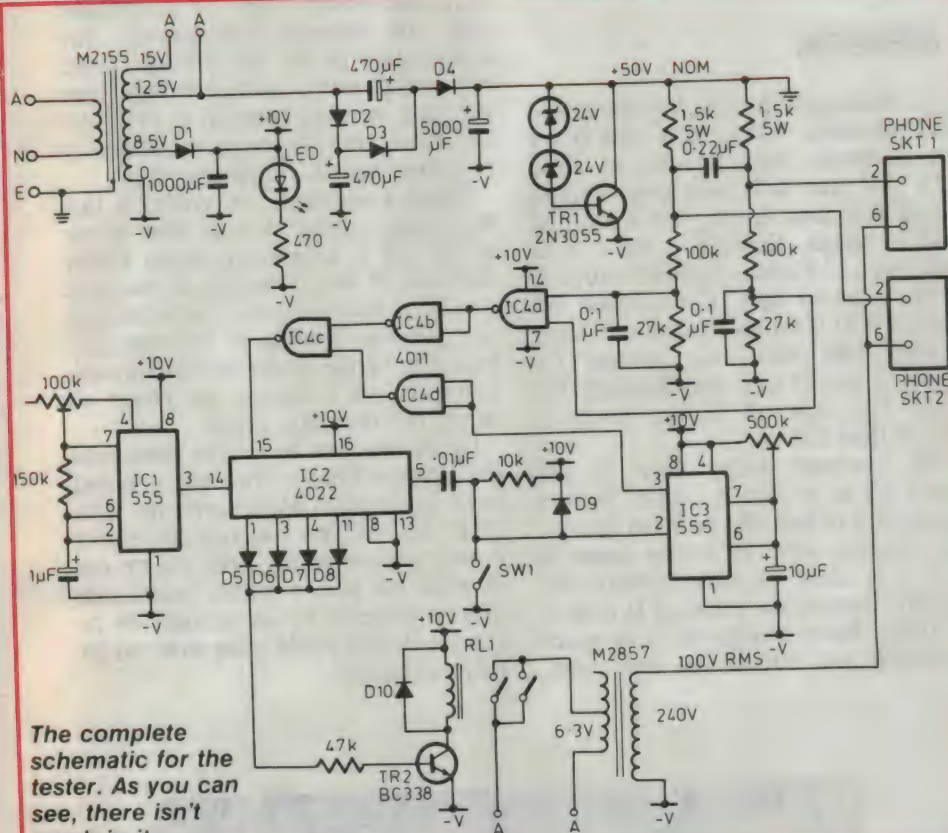 A A
M2155
15V
12.5V
8.5V
0
A
N
E
D1
1000µF
-V
-V
+10V
LED
470
-V
470µF
+
D2
D3
D4
+
470µF
-V
+
5000
µF
-V
24V
24V
TR1
2N3055
-V
+50V NOM
1.5k
5W
1.5k
5W
0.22µF
100k
100k
0.1
µF
27k
0.1
µF
27k
-V
-V
PHONE
SKT 1
2
6
2
6
PHONE
SKT2
+10V
14
IC4a
7
-V
IC4b
4011
IC4c
IC4d
100k
+10V
4
8
7
150k
6
2
IC1
555
3
1
+
1µF
-V
14
15
+10V
16
IC2
4022
5
1
3
4
11
8
13
-V
D5
D6
D7
D8
.01µF
10k
+10V
D9
SW1
-V
+10V
500k
8
4
3
7
2
IC3
555
6
1
+
10µF
-V
+10V
RL1
D10
47k
TR2
BC338
-V
M2857
6.3V
100V RMS
240V
-V
A
A
The complete
schematic for the
tester. As you can
see, there isn't